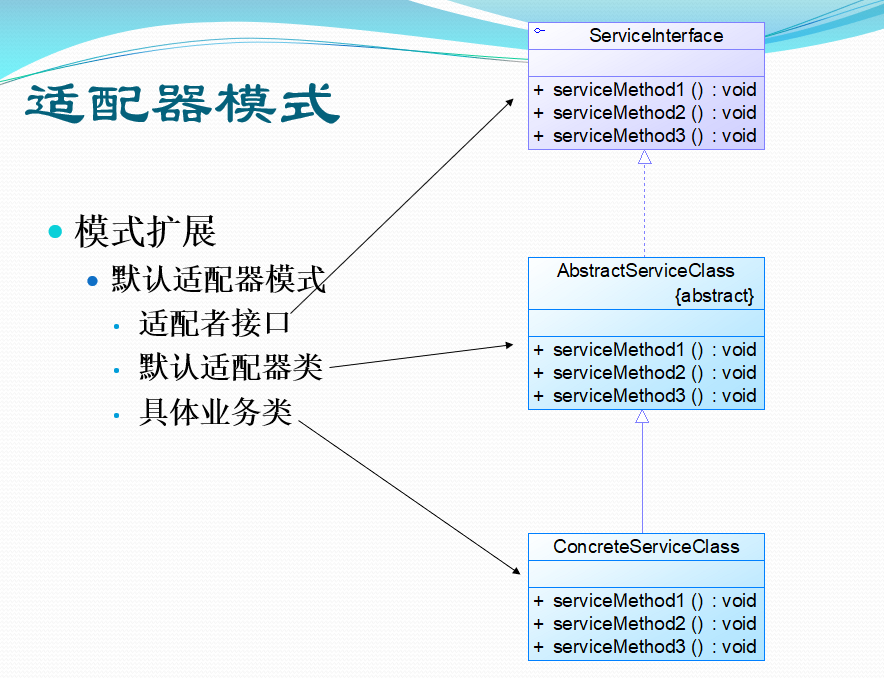 适配器模式
模式扩展
默认适配器模式
适配者接口
默认适配器类
具体业务类
ServiceInterface
+ serviceMethod1 () : void
+ serviceMethod2 () : void
+ serviceMethod3 () : void
AbstractServiceClass
{abstract}
+ serviceMethod1 () : void
+ serviceMethod2 () : void
+ serviceMethod3 () : void
ConcreteServiceClass
+ serviceMethod1 () : void
+ serviceMethod2 () : void
+ serviceMethod3 () : void